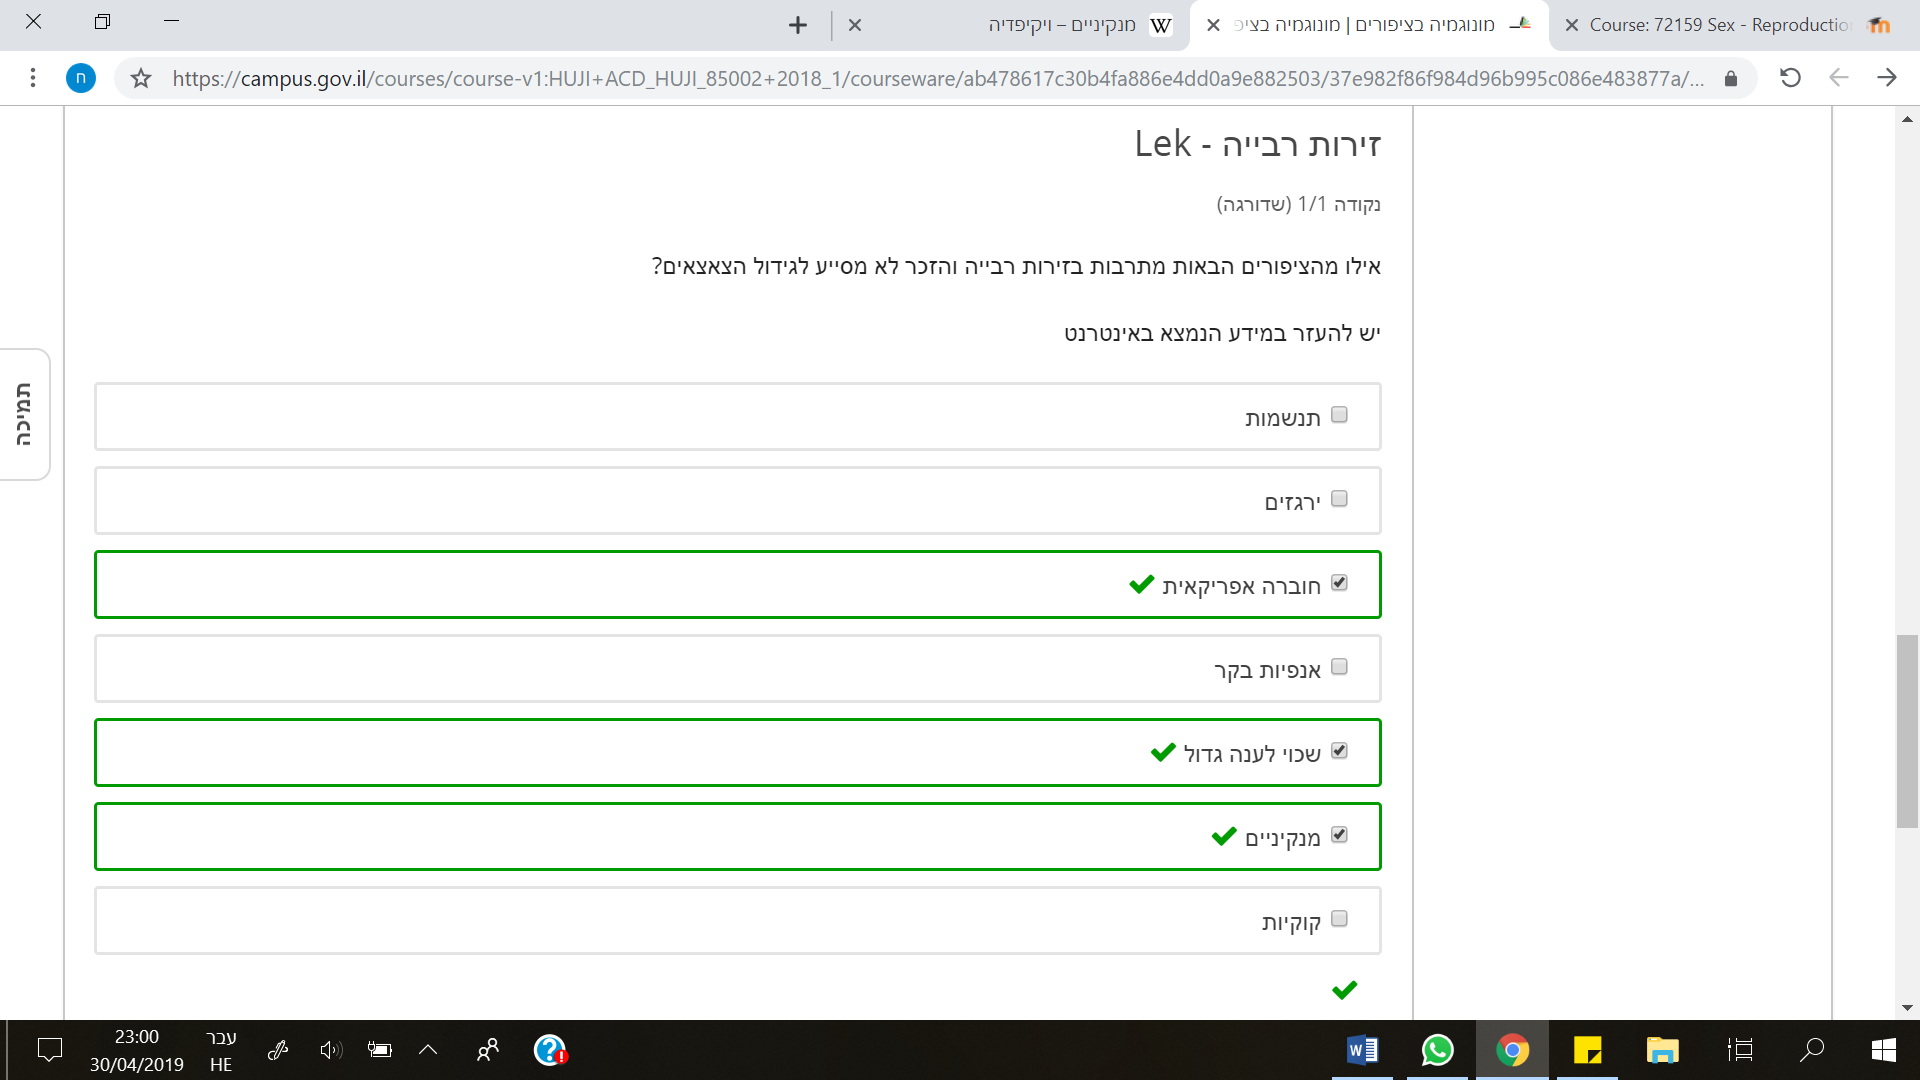 Course: 72159 Sex - Reproductio
מונוגמיה בציפורים | מונוגמיה בציפ
מנקיניים – ויקיפדיה
https://campus.gov.il/courses/course-v1:HUJI+ACD_HUJI_85002+2018_1/courseware/ab478617c30b4fa886e4dd0a9e882503/37e982f86f984d96b995c086e483877a/...
ח
זירות רבייה - Lek
נקודה 1/1 (שדורגה)
אילו מהציפורים הבאות מתרבות בזירות רבייה והזכר לא מסייע לגידול הצאצאים?
יש להעזר במידע הנמצא באינטרנט
תנשמות
ירגזים
חוברה אפריקאית
אנפיות בקר
שכוי לענה גדול
מנקיניים
קוקיות
תמיכה
עבר
HE
23:00
30/04/2019